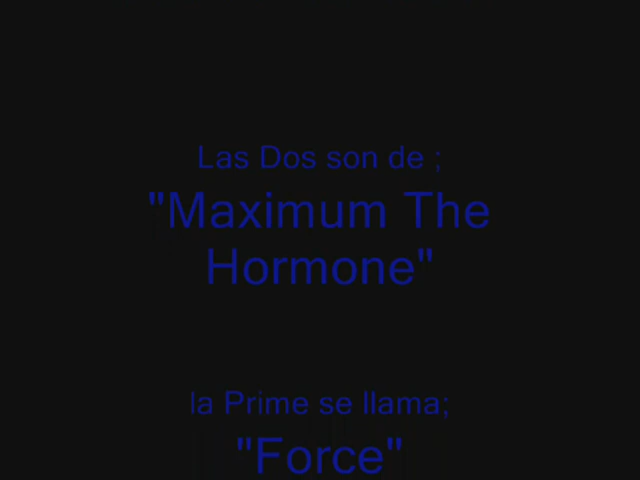 Las Dos son de ;
"Maximum The
Hormone"
la Prime se llama;
"Force"